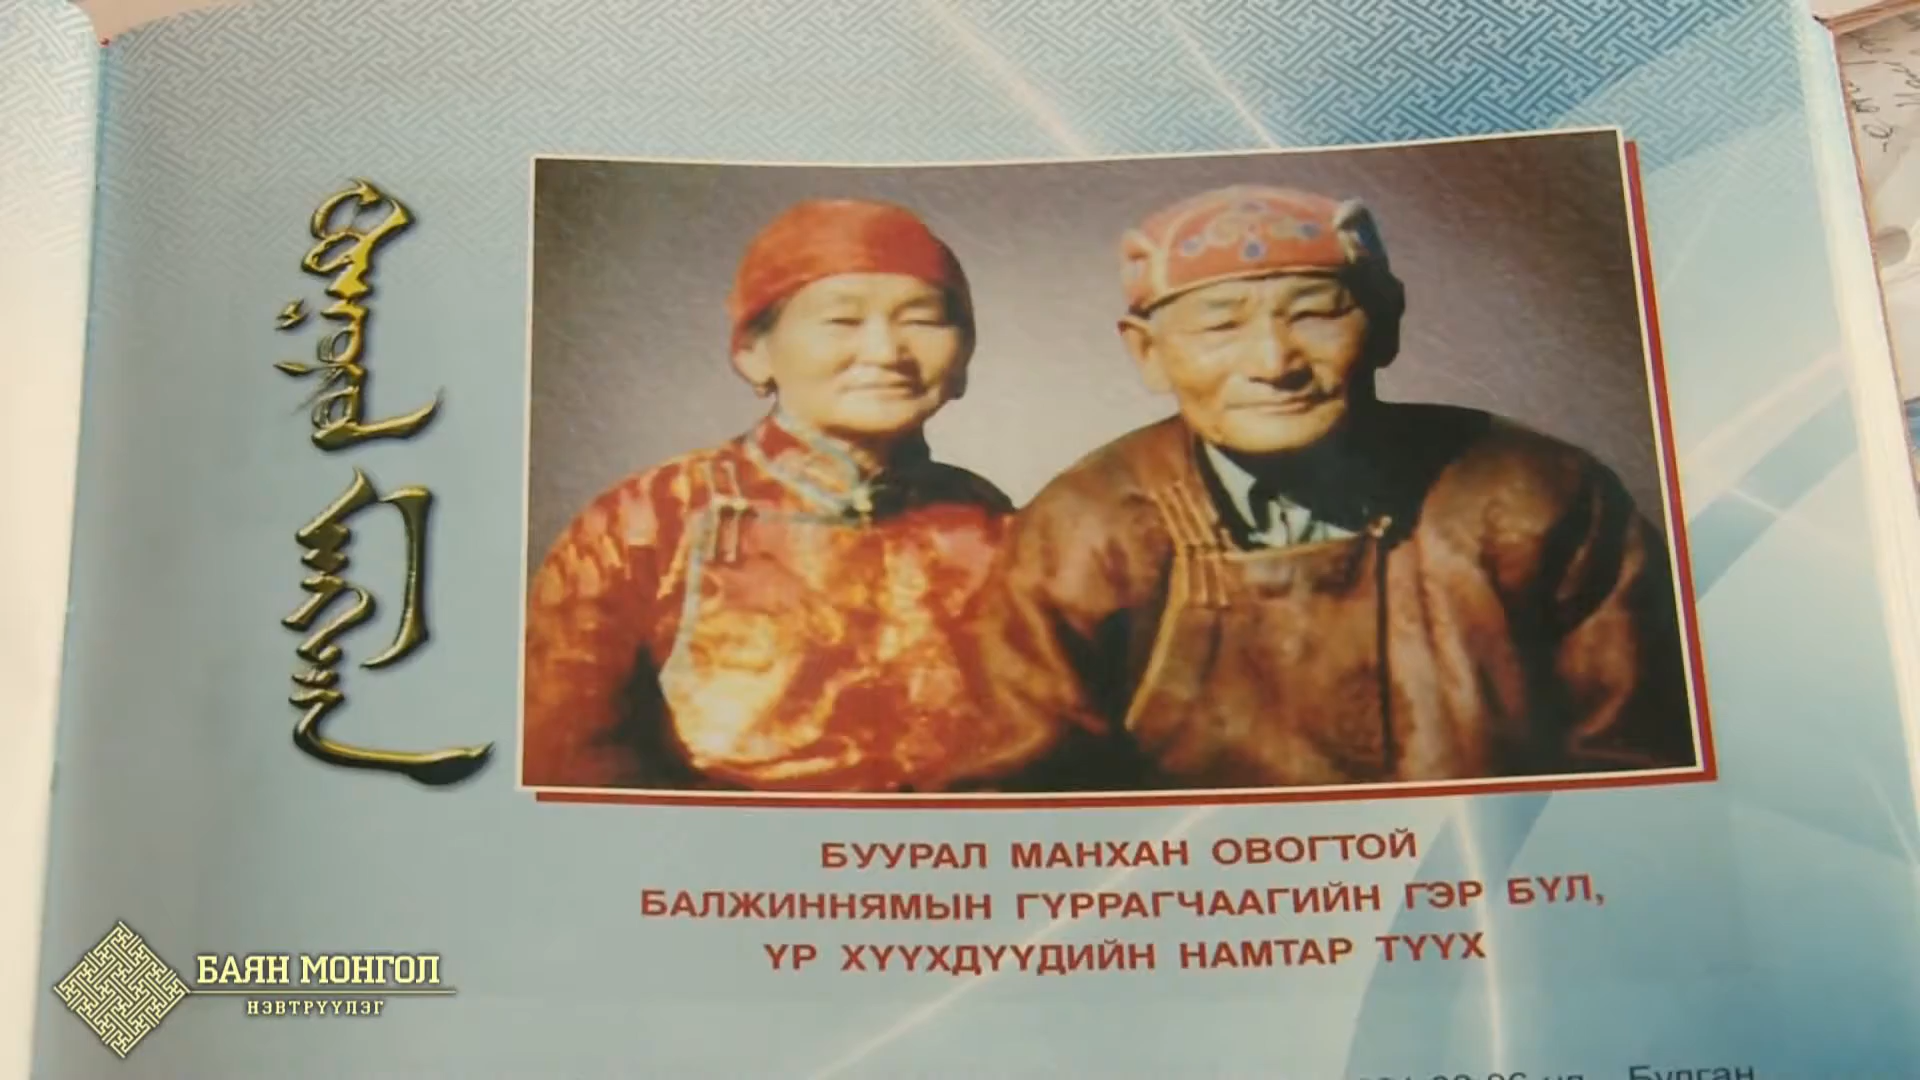 БУУРАЛ МАНХАН ОВОГТОЙ
БАЛЖИННЯМЫН ГҮРРАГЧААГИЙН ГЭР БҮЛ,
ҮР ХҮҮХДҮҮДИЙН НАМТАР ТҮҮХ
Булган
БАЯН МОНГОЛ
НЭВТРҮҮЛЭГ